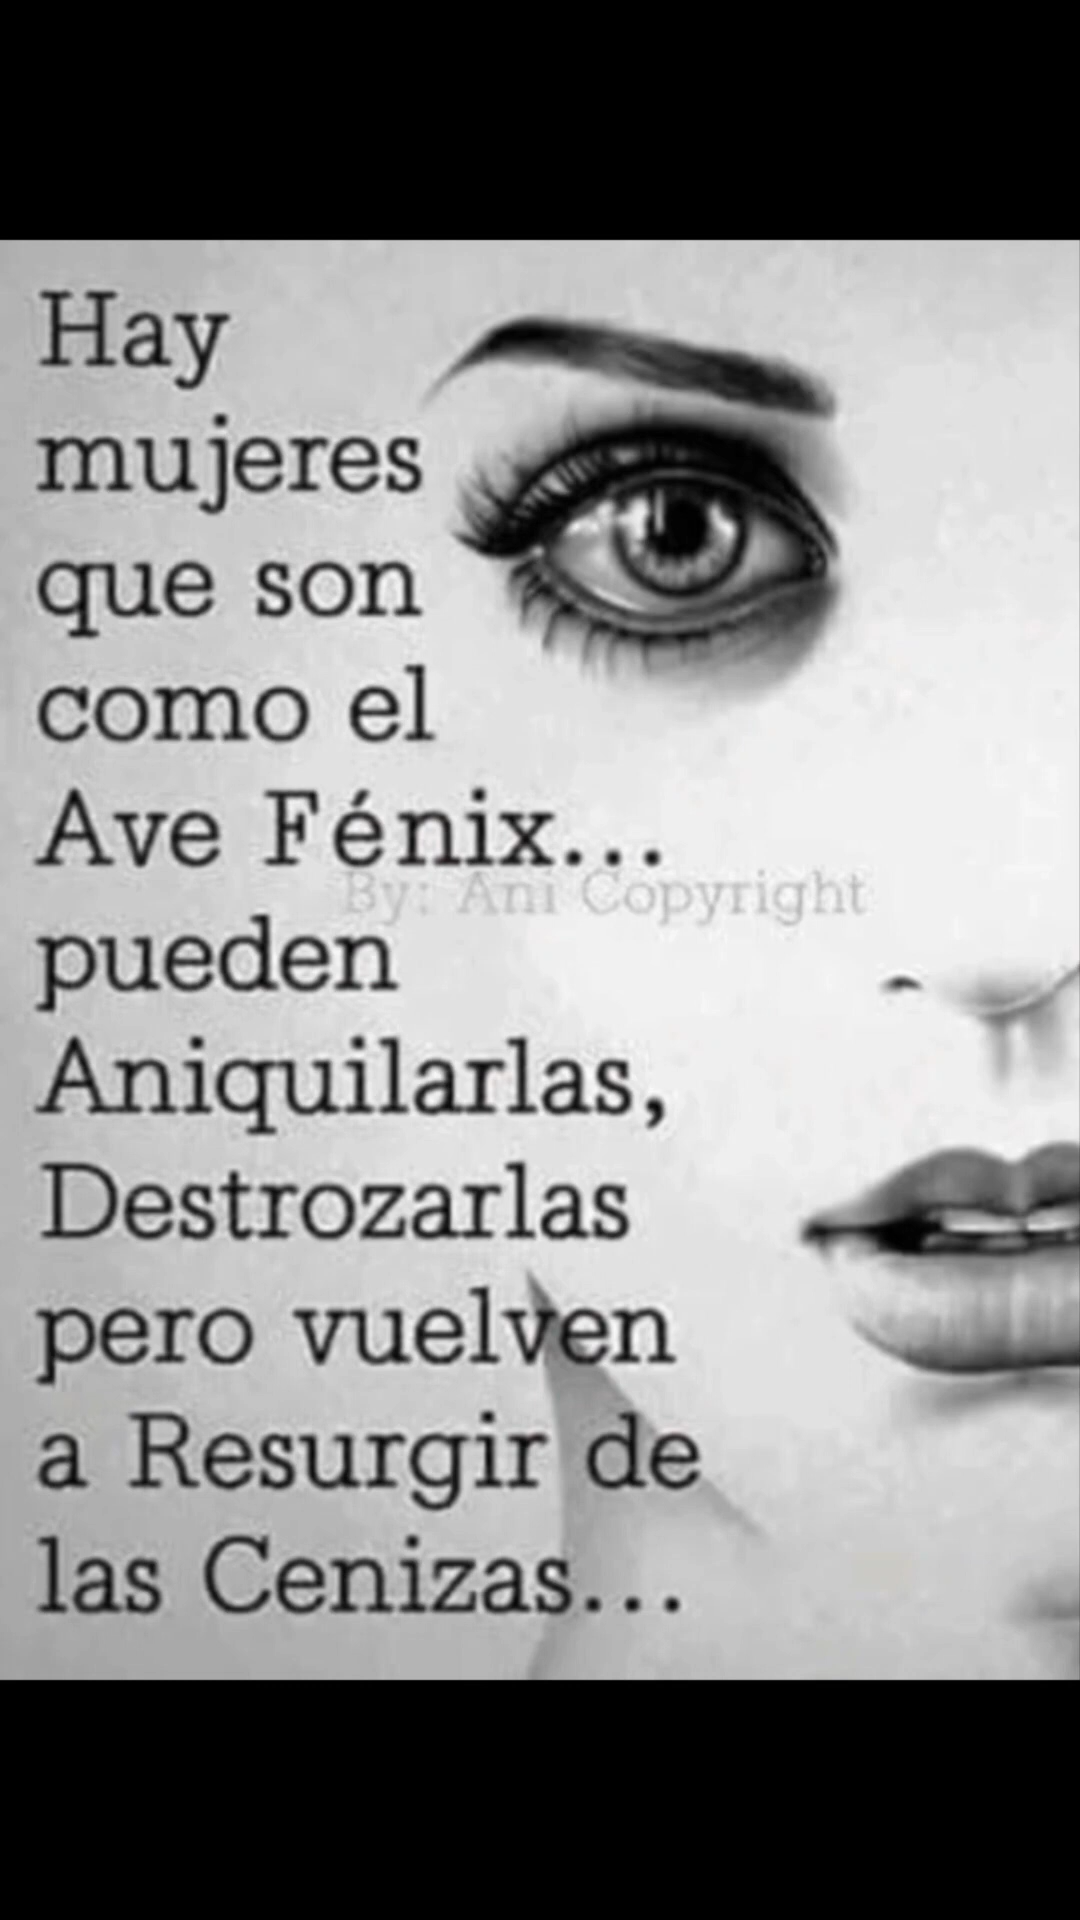 Hay
mujeres
que son
como el
Ave Fénix...
By: Ani Copyright
pueden
Aniquilarlas,
Destrozarlas
pero vuelven
a Resurgir de
las Cenizas...